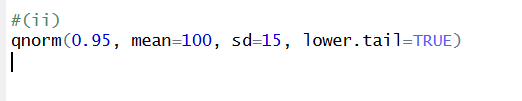 #(ii)
qnorm(0.95, mean=100, sd=15, lower.tail=TRUE)